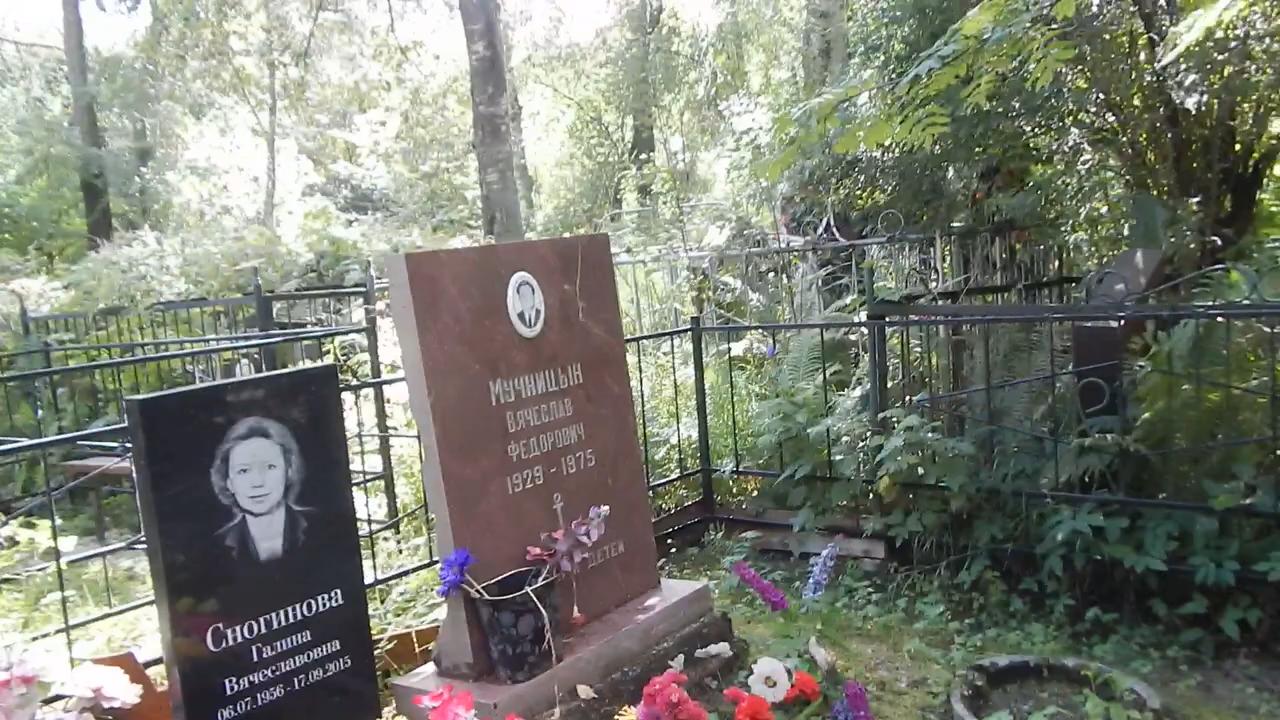 Сногинова
Галина
Вячеславовна
06.07.1956 - 17.09.2015
Мучницын
Вячеслав
Федорович
1929 - 1975
детей